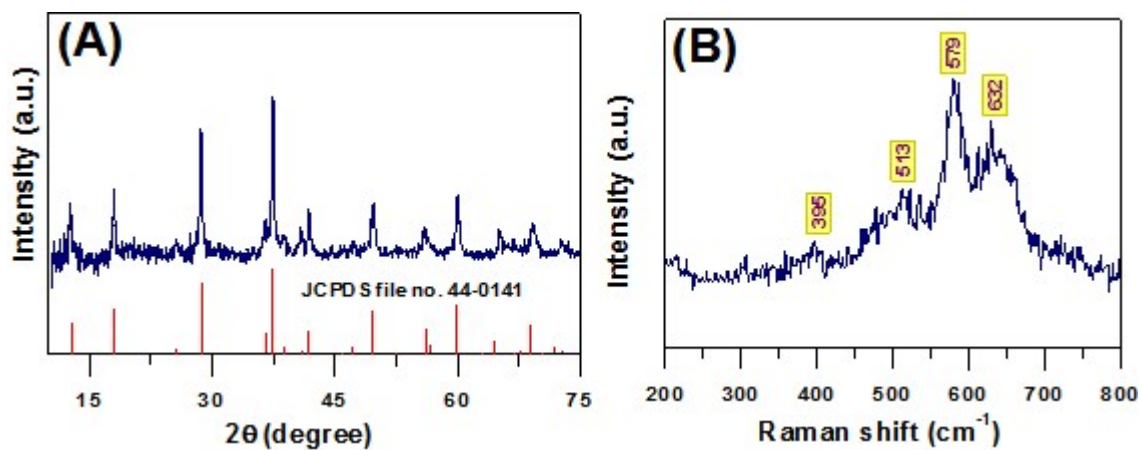 (A)
Intensity (a.u.)
JCPDS file no. 44-0141
15 30 45 60 75
2θ (degree)
(B)
Intensity (a.u.)
395
513
579
632
200 300 400 500 600 700 800
Raman shift (cm⁻¹)